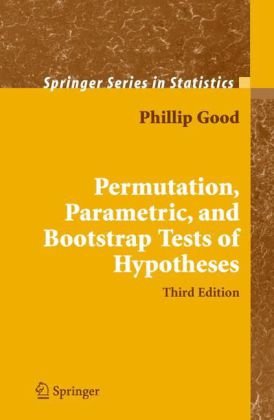 Springer Series in Statistics
Phillip Good
Permutation,
Parametric, and
Bootstrap Tests of
Hypotheses
Third Edition
Springer